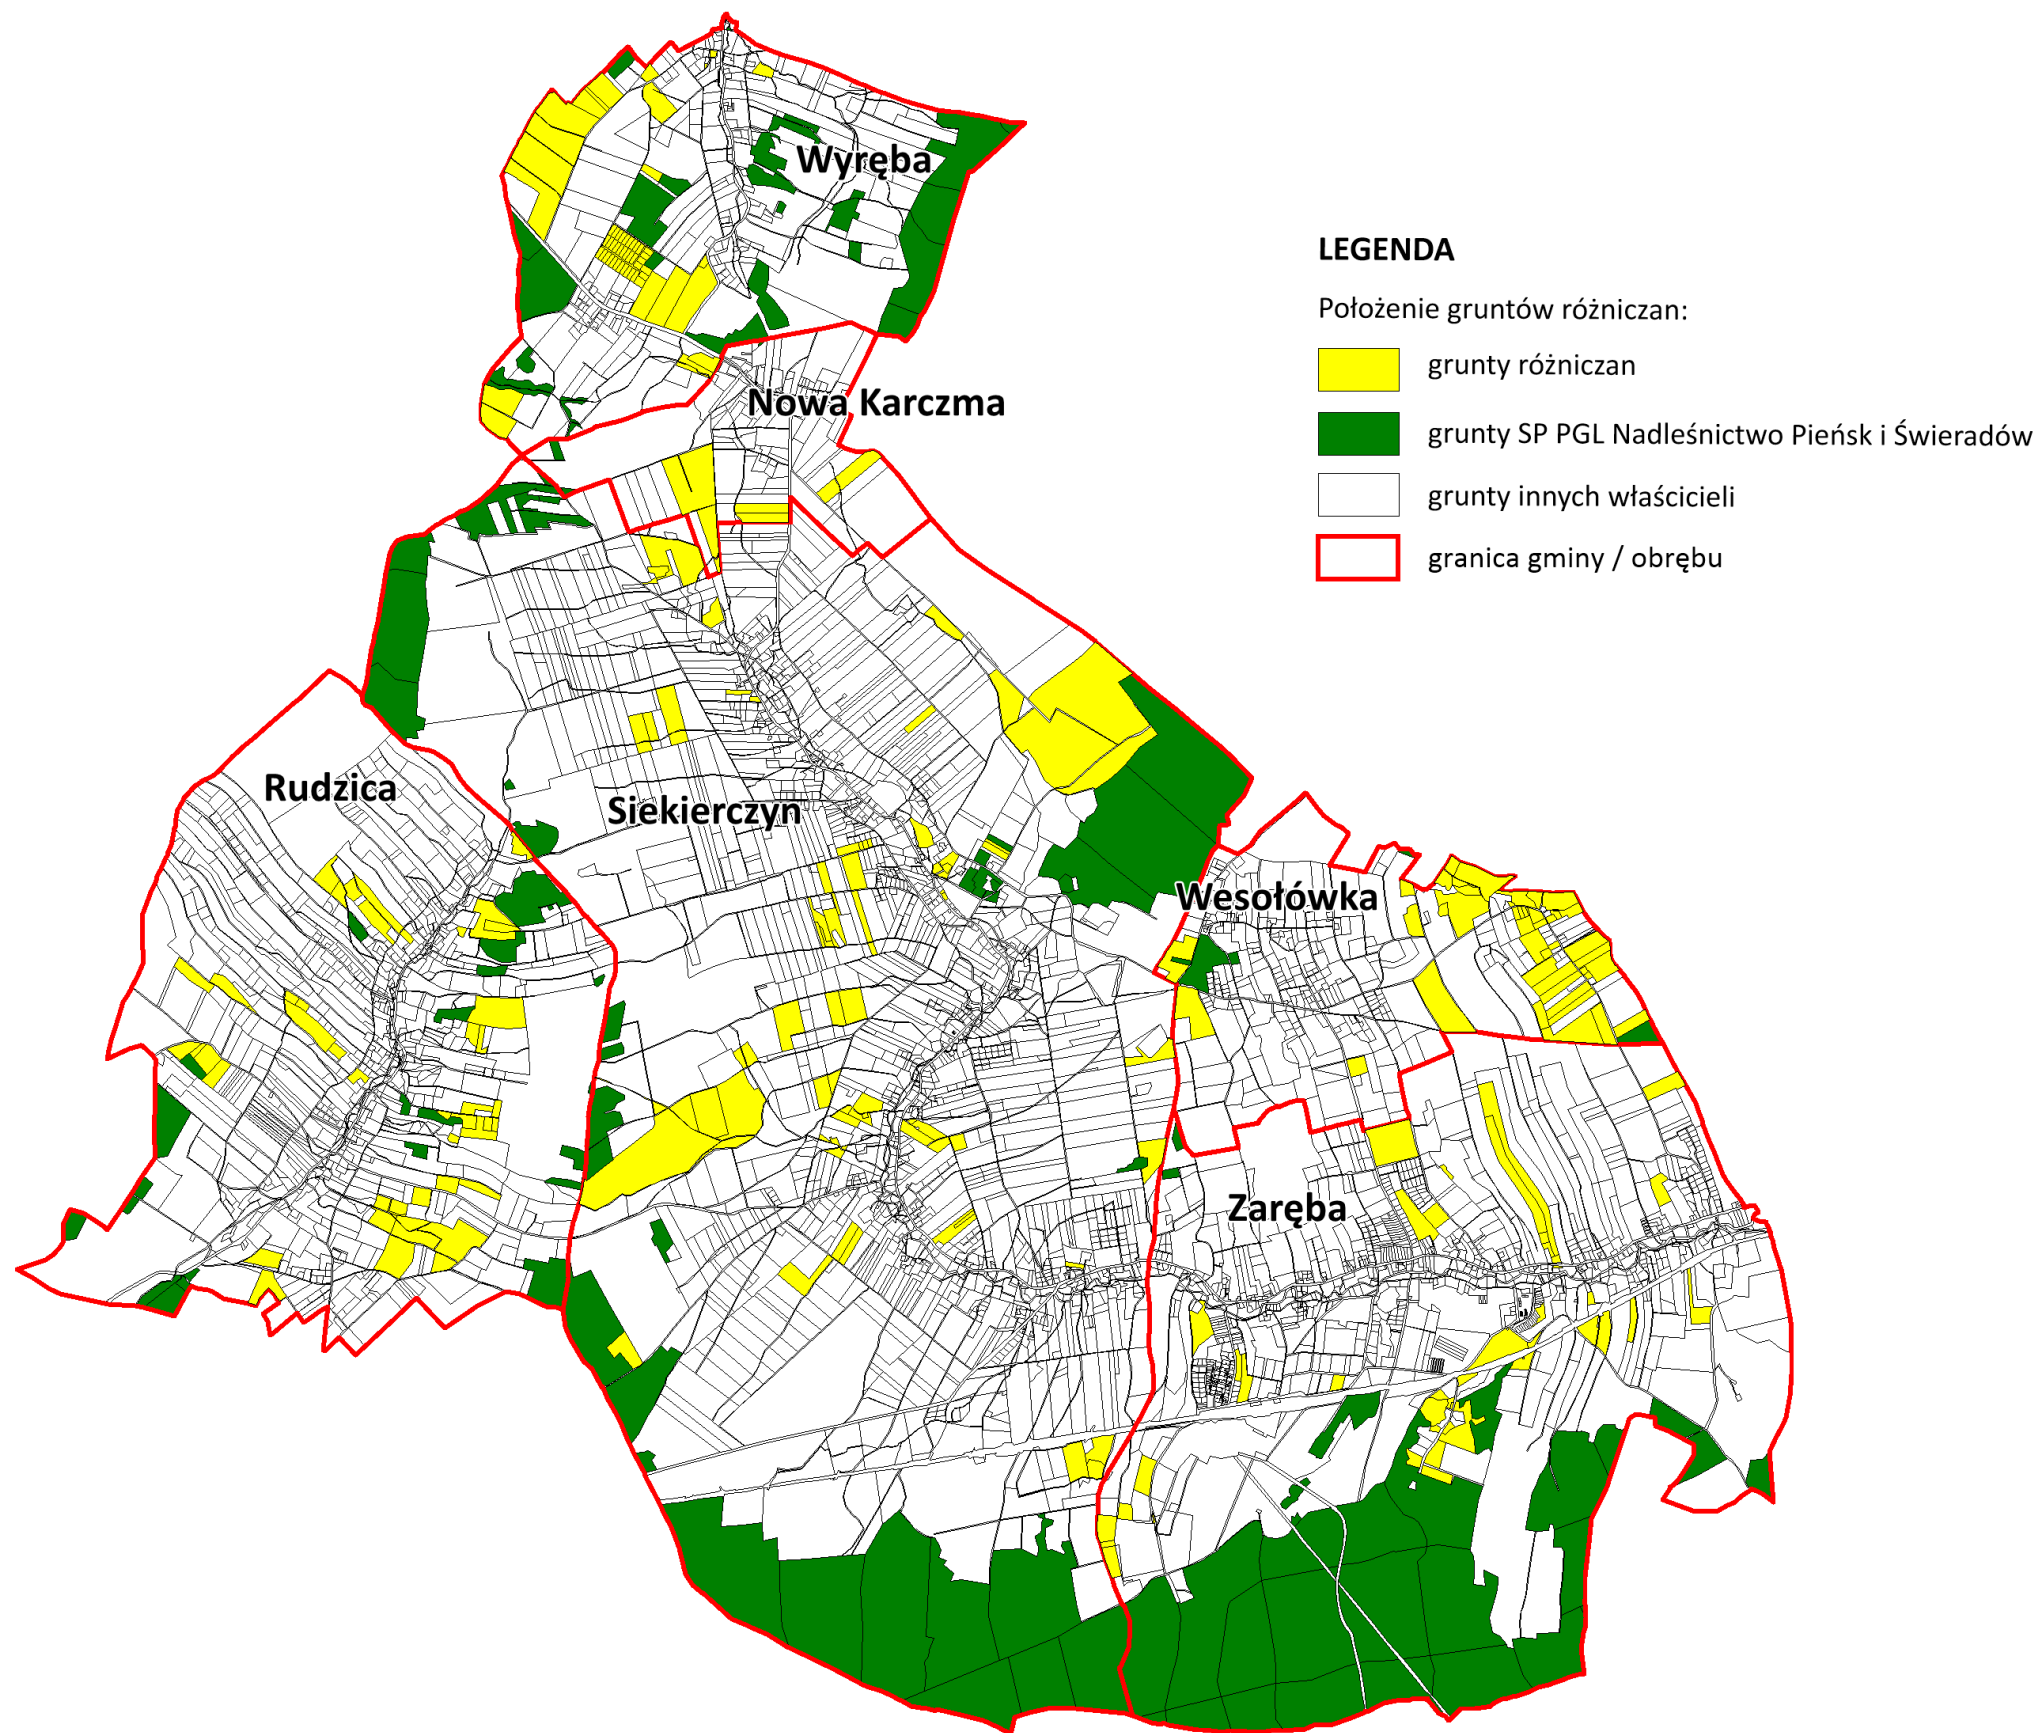 Wyręba
LEGENDA
Położenie gruntów różniczan:
grunty różniczan
Nowa Karczma
grunty SP PGL Nadleśnictwo Pieńsk i Świeradów
grunty innych właścicieli
granica gminy / obrębu
Rudzica
Siekierczyn
Wesołówka
Zaręba